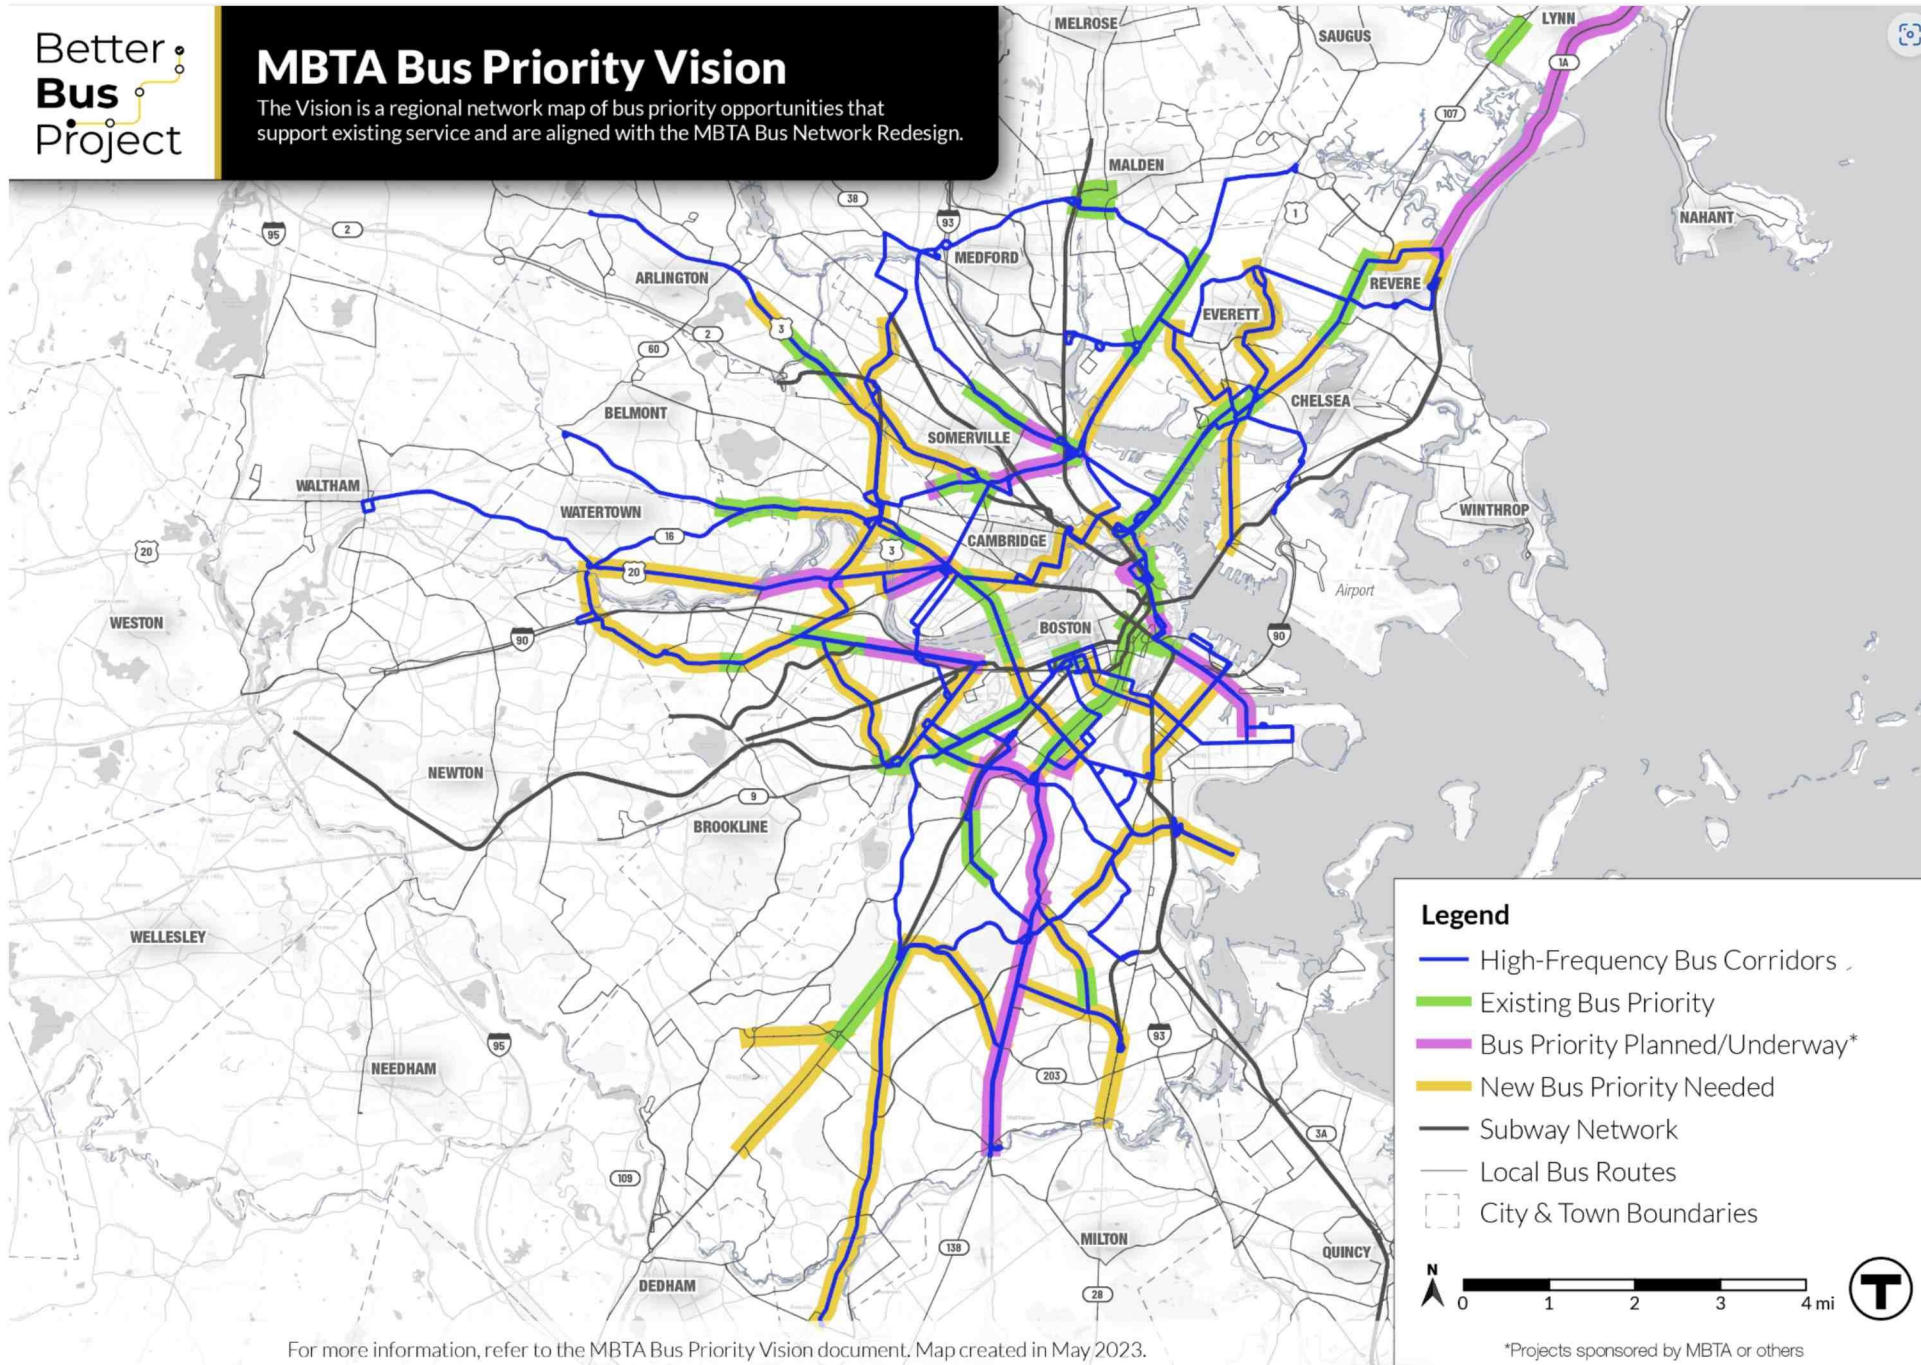 Better
Bus
Project
MBTA Bus Priority Vision
The Vision is a regional network map of bus priority opportunities that
support existing service and are aligned with the MBTA Bus Network Redesign.
MELROSE
SAUGUS
LYNN
1A
107
MALDEN
38
93
1
NAHANT
95
2
MEDFORD
ARLINGTON
REVERE
EVERETT
3
2
60
BELMONT
CHELSEA
SOMERVILLE
WALTHAM
WATERTOWN
WINTHROP
16
CAMBRIDGE
3
20
20
Airport
WESTON
90
BOSTON
90
NEWTON
9
BROOKLINE
WELLESLEY
95
93
NEEDHAM
203
3A
109
138
MILTON
QUINCY
DEDHAM
28
Legend
High-Frequency Bus Corridors
Existing Bus Priority
Bus Priority Planned/Underway*
New Bus Priority Needed
Subway Network
Local Bus Routes
City & Town Boundaries
N
0 1 2 3 4 mi
T
For more information, refer to the MBTA Bus Priority Vision document. Map created in May 2023.
*Projects sponsored by MBTA or others